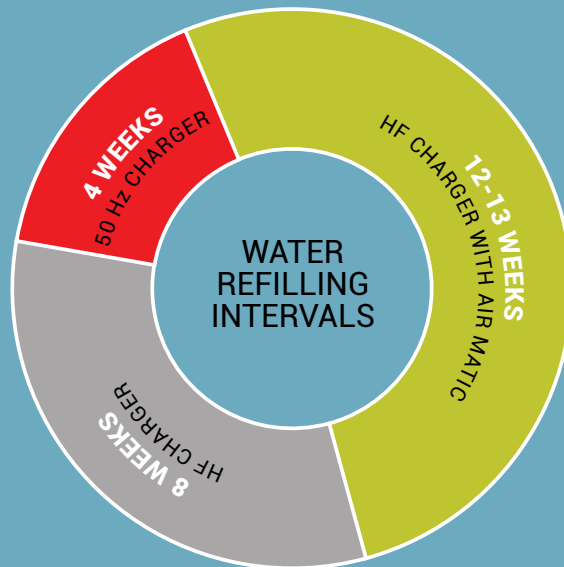 WATER
REFILLING
INTERVALS
4 WEEKS
50 Hz CHARGER
12-13 WEEKS
HF CHARGER WITH AIR MATIC
HF CHARGER
8 WEEKS